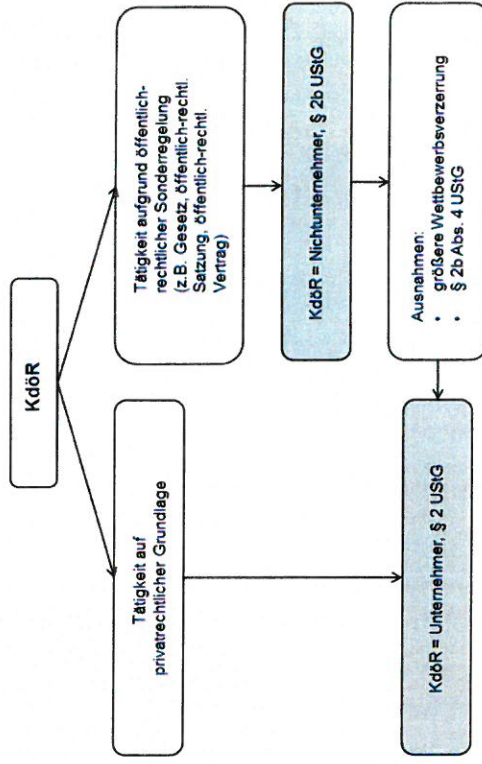 KdöR
Tätigkeit auf
privatrechtlicher Grundlage
Tätigkeit aufgrund öffentlich-
rechtlicher Sonderregelung
(z.B. Gesetz, öffentlich-rechtl.
Satzung, öffentlich-rechtl.
Vertrag)
KdöR = Nichtunternehmer, § 2b UStG
Ausnahmen:
• größere Wettbewerbsverzerrung
• § 2b Abs. 4 UStG
KdöR = Unternehmer, § 2 UStG